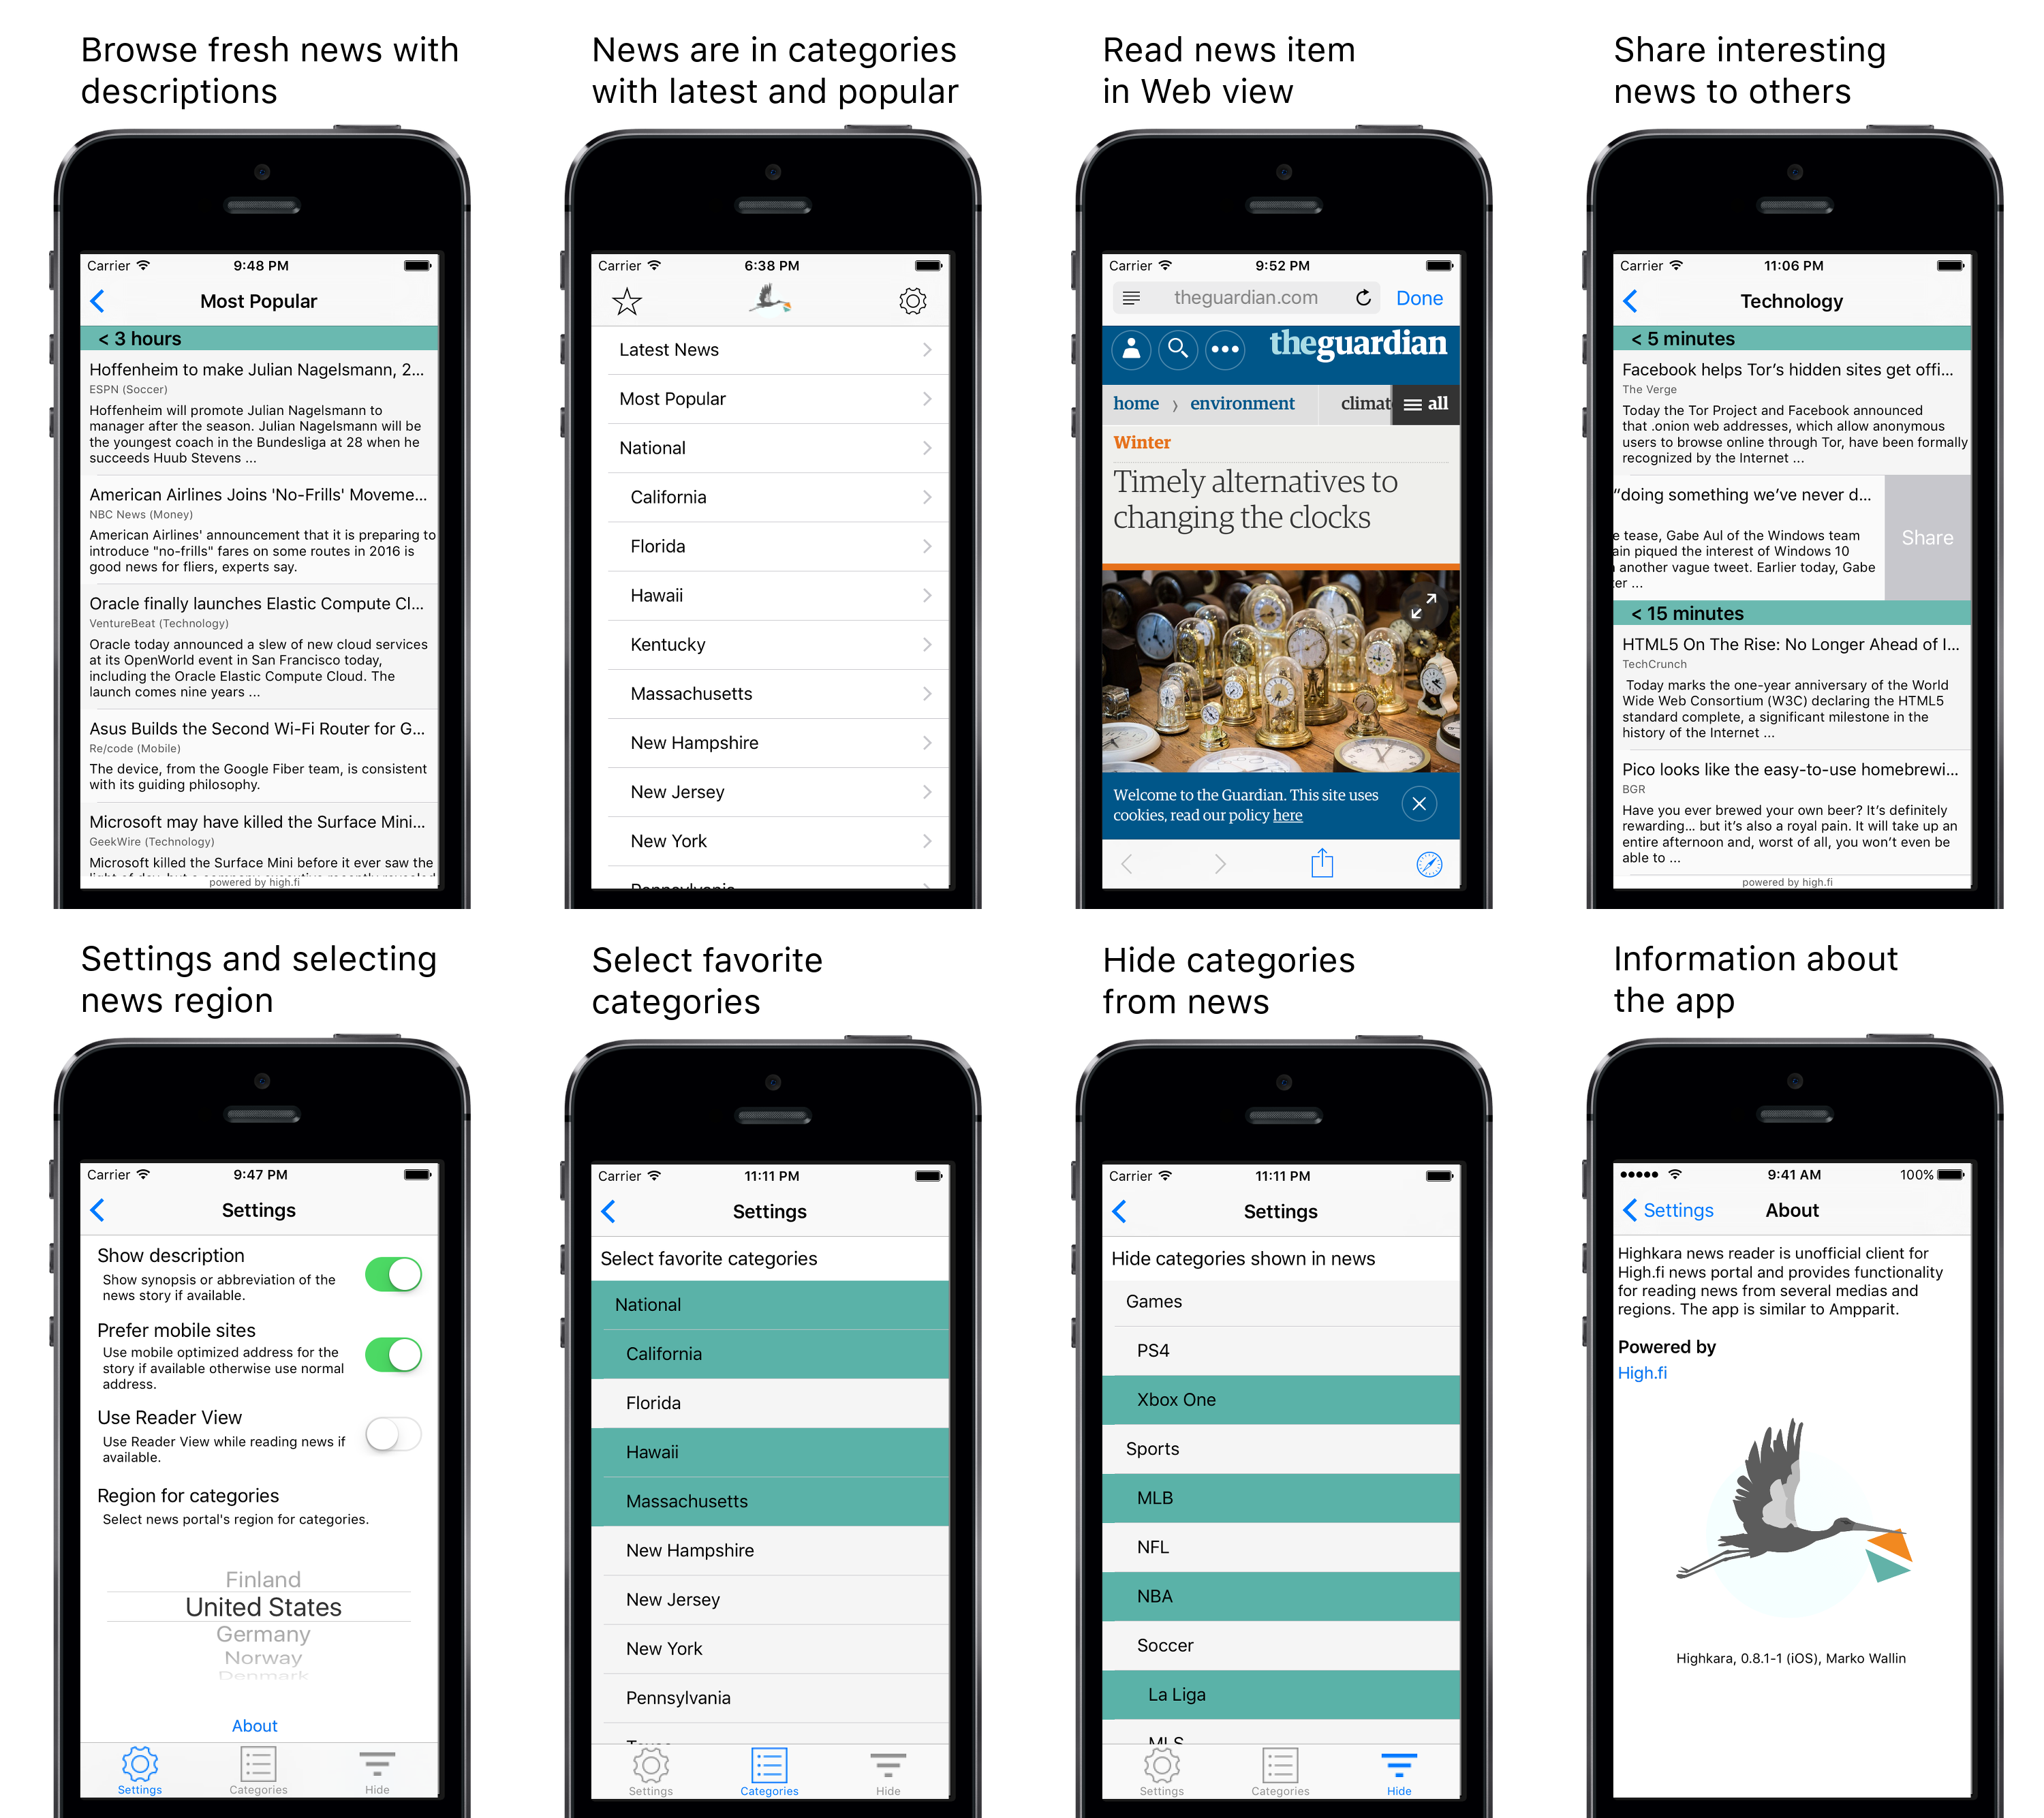 Browse fresh news with
descriptions
Carrier
9:48 PM
Most Popular
< 3 hours
Hoffenheim to make Julian Nagelsmann, 2...
ESPN (Soccer)
Hoffenheim will promote Julian Nagelsmann to
manager after the season. Julian Nagelsmann will be
the youngest coach in the Bundesliga at 28 when he
succeeds Huub Stevens ...
American Airlines Joins 'No-Frills' Moveme...
NBC News (Money)
American Airlines' announcement that it is preparing to
introduce "no-frills" fares on some routes in 2016 is
good news for fliers, experts say.
Oracle finally launches Elastic Compute Cl...
VentureBeat (Technology)
Oracle today announced a slew of new cloud services
at its OpenWorld event in San Francisco today,
including the Oracle Elastic Compute Cloud. The
launch comes nine years ...
Asus Builds the Second Wi-Fi Router for G...
Re/code (Mobile)
The device, from the Google Fiber team, is consistent
with its guiding philosophy.
Microsoft may have killed the Surface Mini...
GeekWire (Technology)
Microsoft killed the Surface Mini before it ever saw the
powered by high.fi
News are in categories
with latest and popular
Carrier
6:38 PM
Latest News
Most Popular
National
California
Florida
Hawaii
Kentucky
Massachusetts
New Hampshire
New Jersey
New York
Pennsylvania
Read news item
in Web view
Carrier
9:52 PM
theguardian.com
Done
theguardian
home
environment
climat
all
Winter
Timely alternatives to
changing the clocks
Welcome to the Guardian. This site uses
cookies, read our policy here
Share interesting
news to others
Carrier
11:06 PM
Technology
< 5 minutes
Facebook helps Tor's hidden sites get offi...
The Verge
Today the Tor Project and Facebook announced
that .onion web addresses, which allow anonymous
users to browse online through Tor, have been formally
recognized by the Internet ...
“doing something we've never d...
e tease, Gabe Aul of the Windows team
ain piqued the interest of Windows 10
another vague tweet. Earlier today, Gabe
er ...
Share
< 15 minutes
HTML5 On The Rise: No Longer Ahead of I...
TechCrunch
Today marks the one-year anniversary of the World
Wide Web Consortium (W3C) declaring the HTML5
standard complete, a significant milestone in the
history of the Internet ...
Pico looks like the easy-to-use homebrewi...
BGR
Have you ever brewed your own beer? It's definitely
rewarding... but it's also a royal pain. It will take up an
entire afternoon and, worst of all, you won't even be
able to ...
powered by high.fi
Settings and selecting
news region
Carrier
9:47 PM
Settings
Show description
Show synopsis or abbreviation of the
news story if available.
Prefer mobile sites
Use mobile optimized address for the
story if available otherwise use normal
address.
Use Reader View
Use Reader View while reading news if
available.
Region for categories
Select news portal's region for categories.
Finland
United States
Germany
Norway
Denmark
About
Settings
Categories
Hide
Select favorite
categories
Carrier
11:11 PM
Settings
Select favorite categories
National
California
Florida
Hawaii
Massachusetts
New Hampshire
New Jersey
New York
Pennsylvania
Texas
Settings
Categories
Hide
Hide categories
from news
Carrier
11:11 PM
Settings
Hide categories shown in news
Games
PS4
Xbox One
Sports
MLB
NFL
NBA
Soccer
La Liga
MLS
Settings
Categories
Hide
Information about
the app
9:41 AM
100%
Settings
About
Highkara news reader is unofficial client for
High.fi news portal and provides functionality
for reading news from several medias and
regions. The app is similar to Ampparit.
Powered by
High.fi
Highkara, 0.8.1-1 (iOS), Marko Wallin